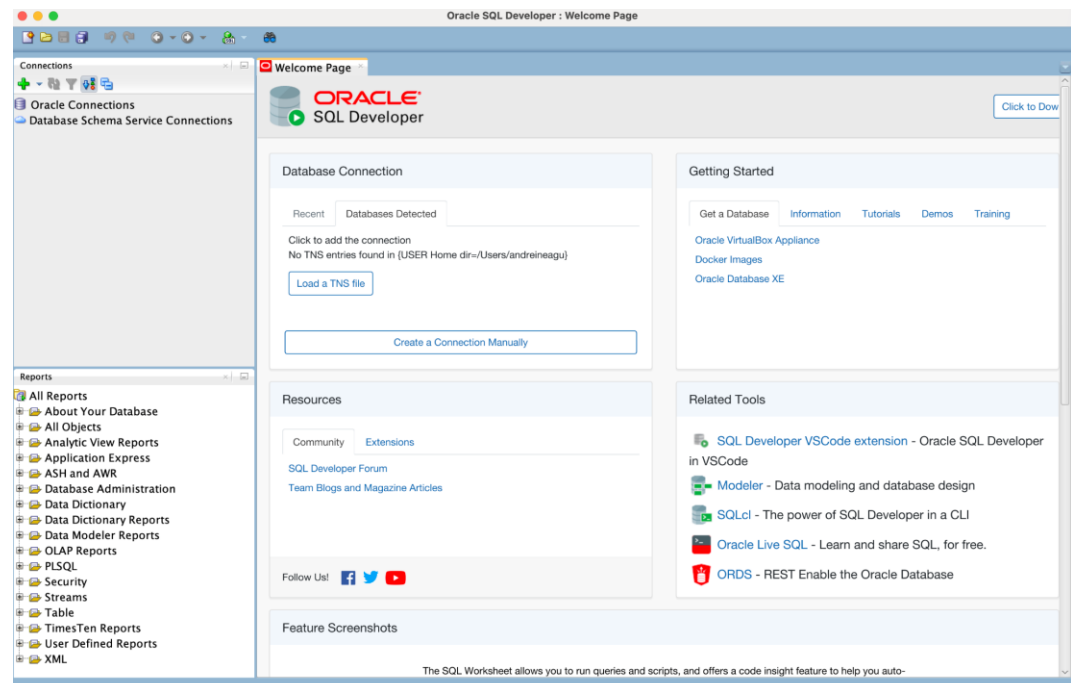 Oracle SQL Developer : Welcome Page
Connections
Oracle Connections
Database Schema Service Connections
Reports
All Reports
About Your Database
All Objects
Analytic View Reports
Application Express
ASH and AWR
Database Administration
Data Dictionary
Data Dictionary Reports
Data Modeler Reports
OLAP Reports
PLSQL
Security
Streams
Table
TimesTen Reports
User Defined Reports
XML
Welcome Page
ORACLE
SQL Developer
Click to Dow
Database Connection
Recent Databases Detected
Click to add the connection
No TNS entries found in {USER Home dir=/Users/andreineagu}
Load a TNS file
Create a Connection Manually
Getting Started
Get a Database Information Tutorials Demos Training
Oracle VirtualBox Appliance
Docker Images
Oracle Database XE
Resources
Community Extensions
SQL Developer Forum
Team Blogs and Magazine Articles
Follow Us!
Related Tools
SQL Developer VSCode extension - Oracle SQL Developer
in VSCode
Modeler - Data modeling and database design
SQLcl - The power of SQL Developer in a CLI
Oracle Live SQL - Learn and share SQL, for free.
ORDS - REST Enable the Oracle Database
Feature Screenshots
The SQL Worksheet allows you to run queries and scripts, and offers a code insight feature to help you auto-